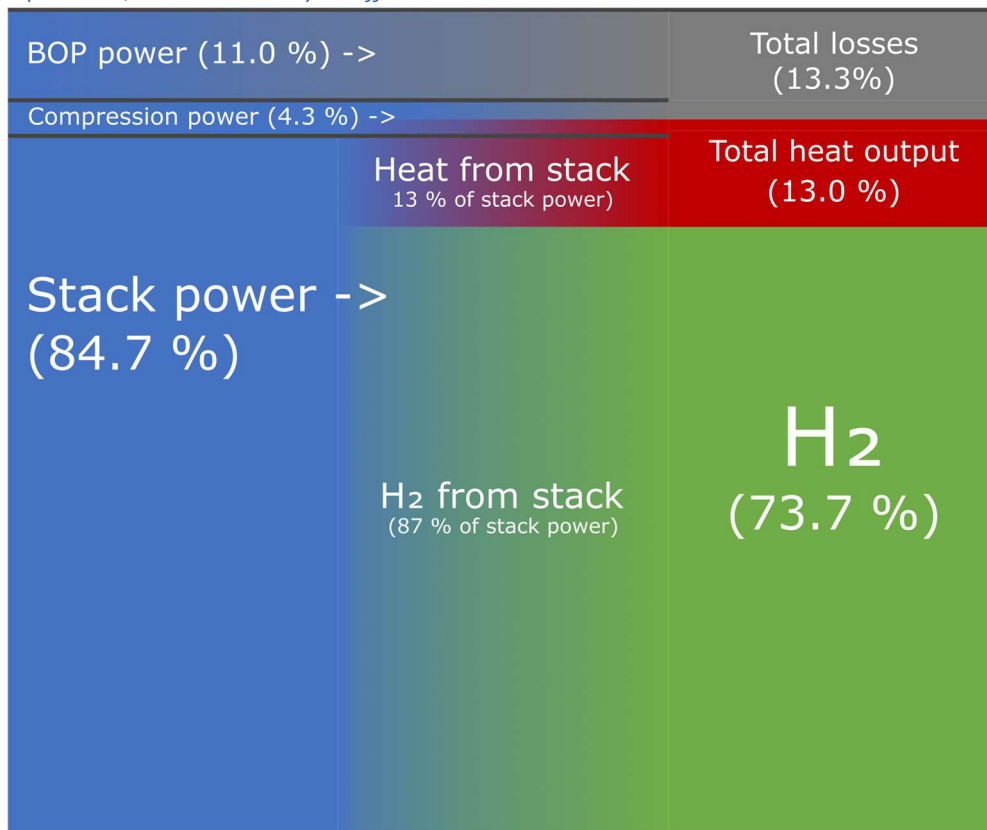 BOP power (11.0 %) ->
Total losses
(13.3%)
Compression power (4.3 %) ->
Heat from stack
13 % of stack power)
Total heat output
(13.0 %)
Stack power ->
(84.7 %)
H2
(73.7 %)
H2 from stack
(87 % of stack power)